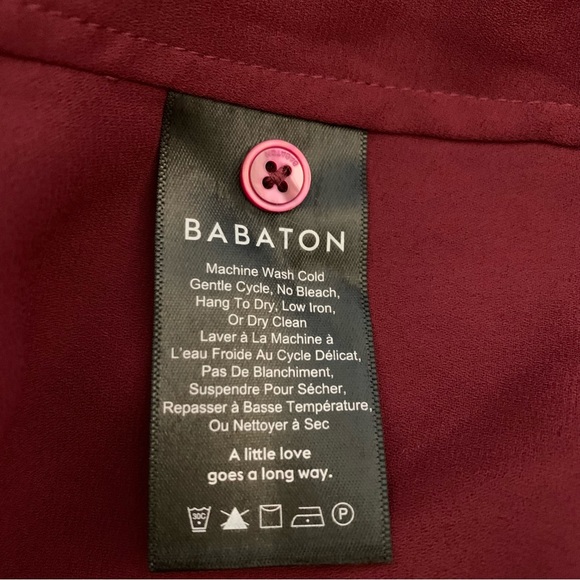 BABATON
Machine Wash Cold
Gentle Cycle, No Bleach,
Hang To Dry, Low Iron,
Or Dry Clean
Laver à La Machine à
L'eau Froide Au Cycle Délicat,
Pas De Blanchiment,
Suspendre Pour Sécher,
Repasser à Basse Température,
Ou Nettoyer à Sec
A little love
goes a long way.
30C P